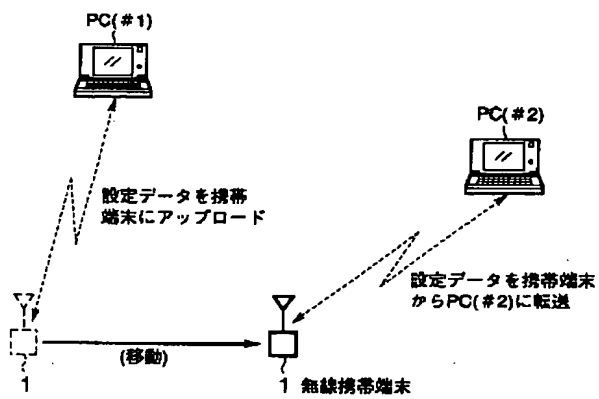 PC(#1)
PC(#2)
設定データを携帯
端末にアップロード
設定データを携帯端末
からPC(#2)に転送
(移動)
1
1 無線携帯端末